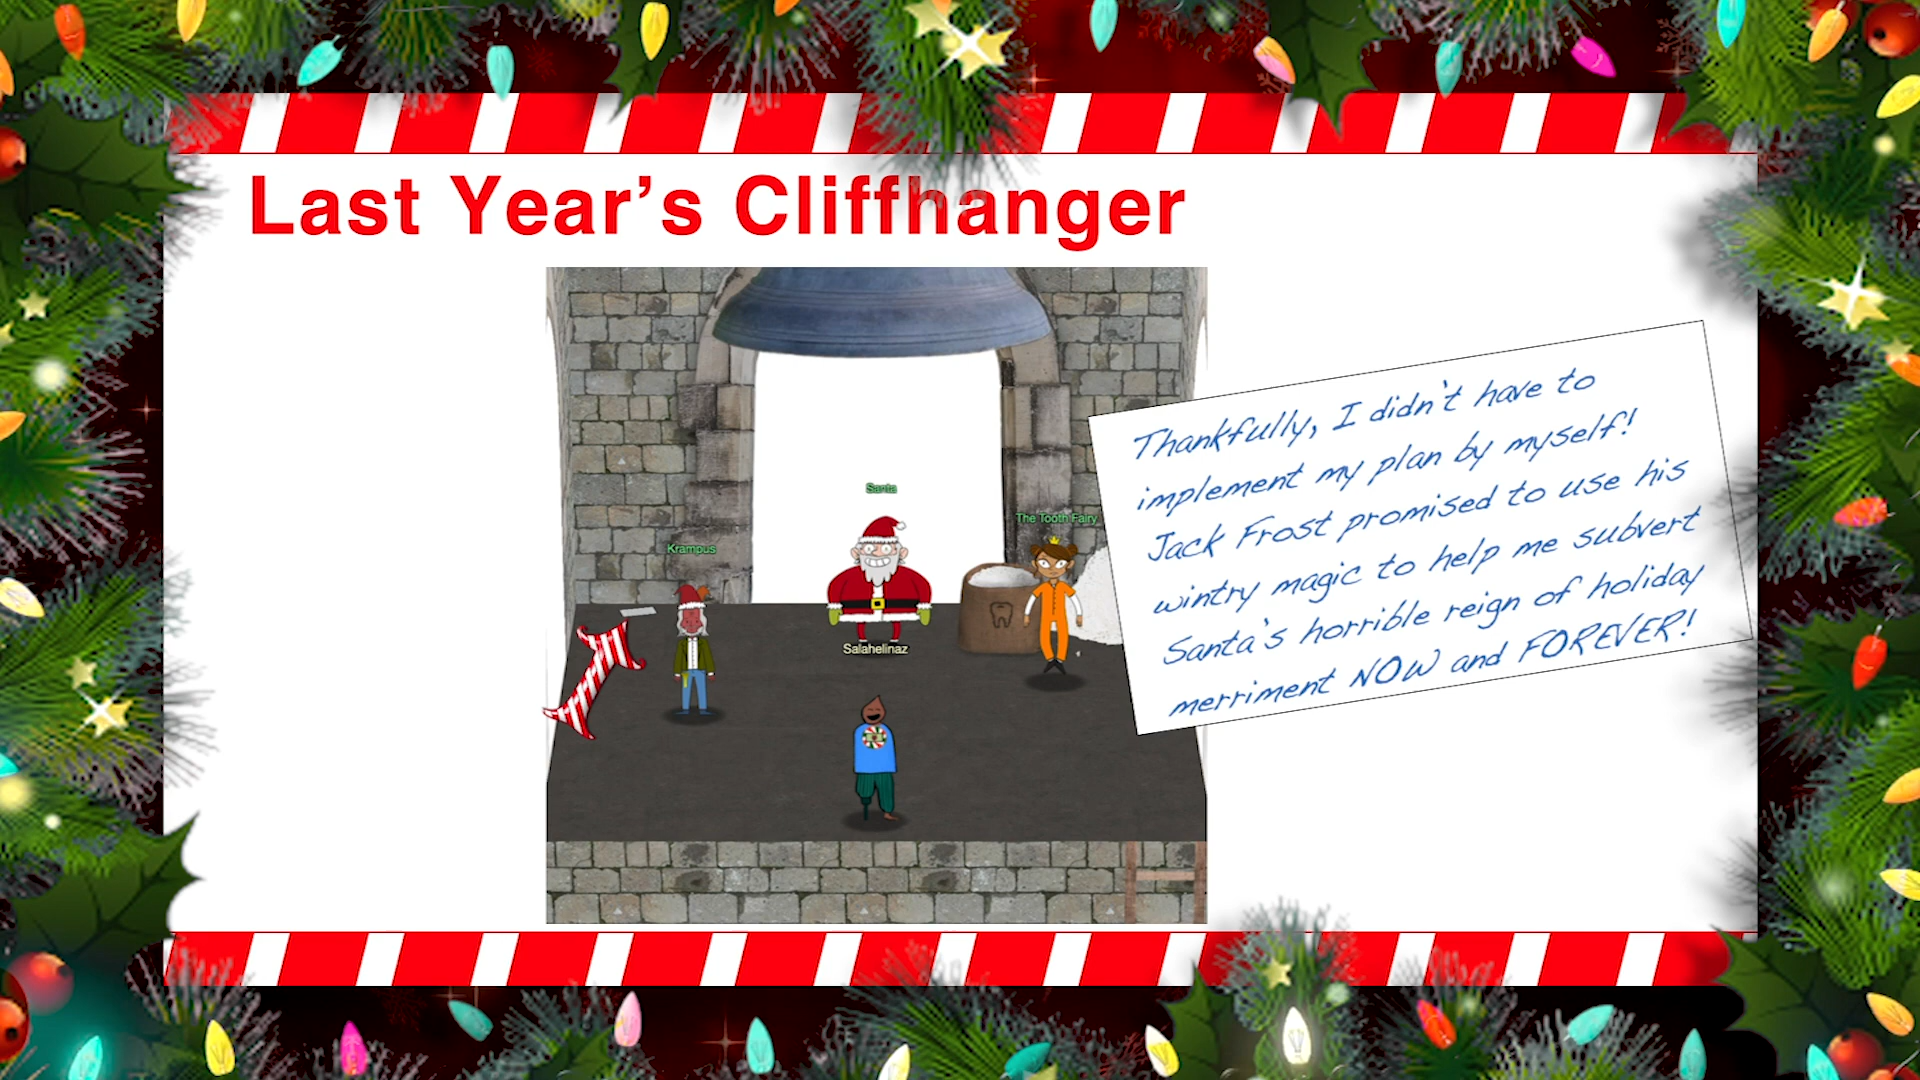 Last Year's Cliffhanger
Santa
The Tooth Fairy
Krampus
Salahelinaz
Thankfully, I didn't have to
implement my plan by myself!
Jack Frost promised to use his
wintry magic to help me subvert
Santa's horrible reign of holiday
merriment NOW and FOREVER!